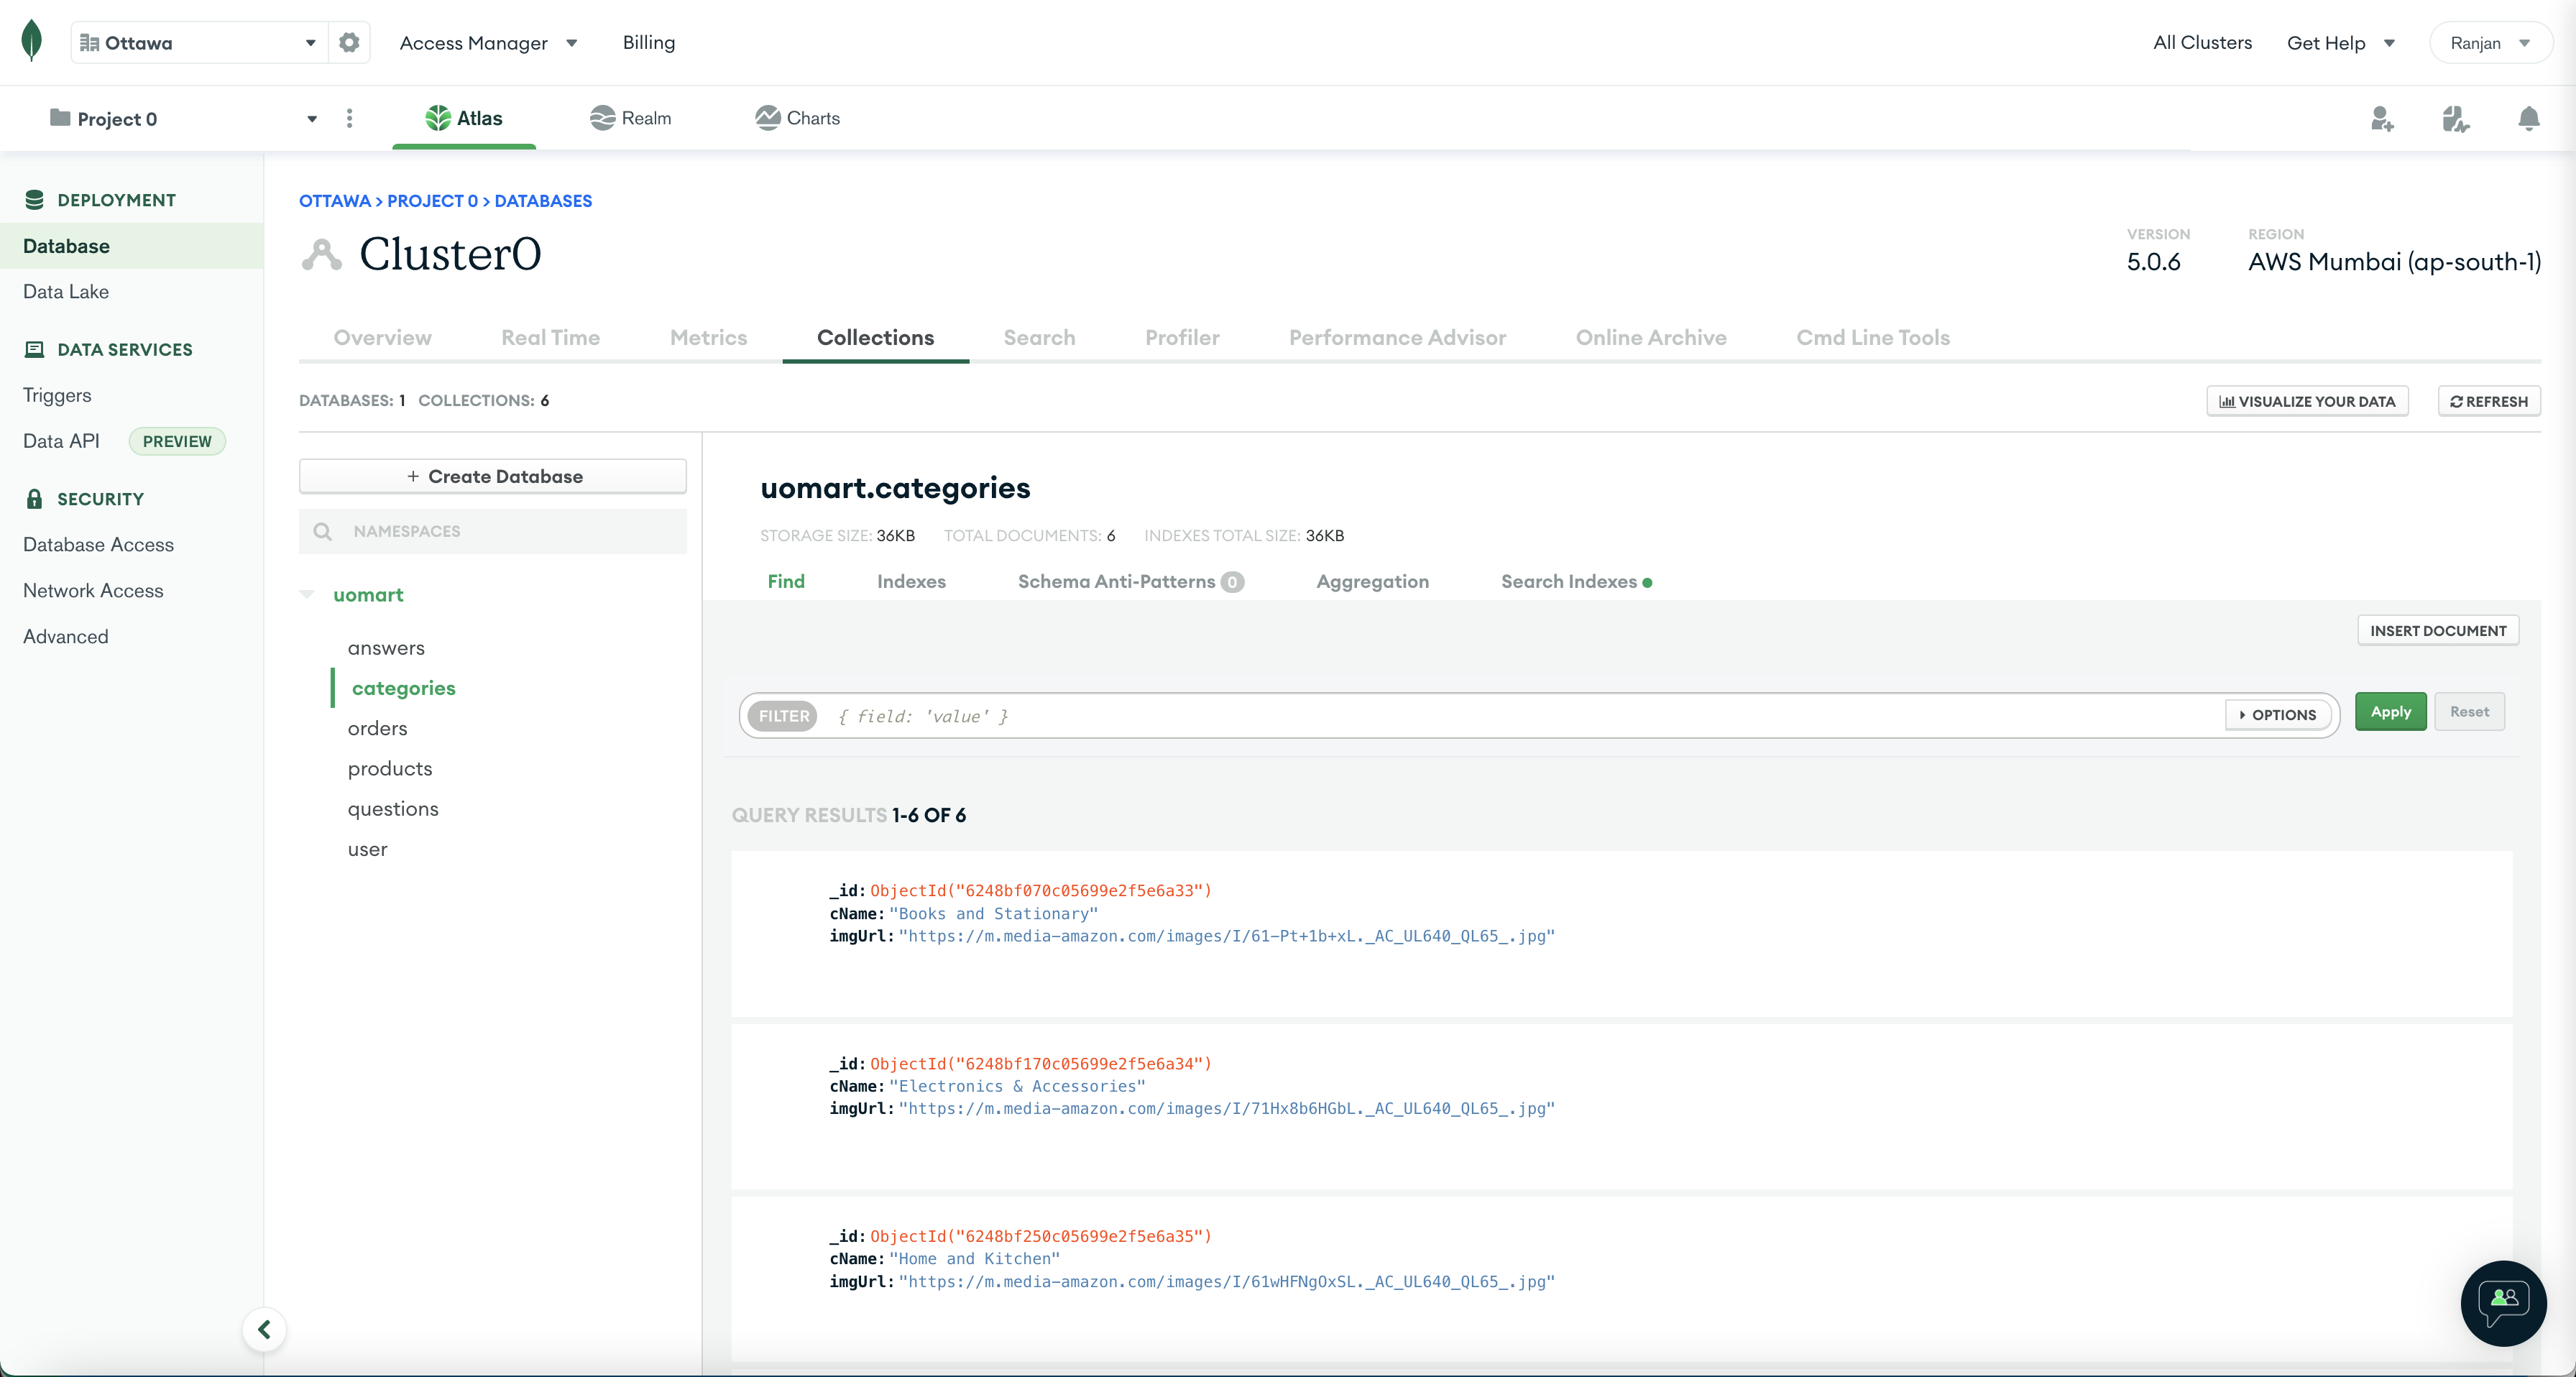 Ottawa
Access Manager
Billing
All Clusters
Get Help
Ranjan
Project 0
Atlas
Realm
Charts
DEPLOYMENT
Database
Data Lake
DATA SERVICES
Triggers
Data API PREVIEW
SECURITY
Database Access
Network Access
Advanced
OTTAWA > PROJECT 0 > DATABASES
Cluster0
VERSION
5.0.6
REGION
AWS Mumbai (ap-south-1)
Overview Real Time Metrics Collections Search Profiler Performance Advisor Online Archive Cmd Line Tools
DATABASES: 1 COLLECTIONS: 6
VISUALIZE YOUR DATA
REFRESH
+ Create Database
NAMESPACES
uomart
answers
categories
orders
products
questions
user
uomart.categories
STORAGE SIZE: 36KB TOTAL DOCUMENTS: 6 INDEXES TOTAL SIZE: 36KB
Find Indexes Schema Anti-Patterns 0 Aggregation Search Indexes
INSERT DOCUMENT
FILTER { field: 'value' } OPTIONS Apply Reset
QUERY RESULTS 1-6 OF 6
_id: ObjectId("6248bf070c05699e2f5e6a33")
cName: "Books and Stationary"
imgUrl: "https://m.media-amazon.com/images/I/61-Pt+1b+xL._AC_UL640_QL65_.jpg"
_id: ObjectId("6248bf170c05699e2f5e6a34")
cName: "Electronics & Accessories"
imgUrl: "https://m.media-amazon.com/images/I/71Hx8b6HGbL._AC_UL640_QL65_.jpg"
_id: ObjectId("6248bf250c05699e2f5e6a35")
cName: "Home and Kitchen"
imgUrl: "https://m.media-amazon.com/images/I/61wHFNgOxSL._AC_UL640_QL65_.jpg"